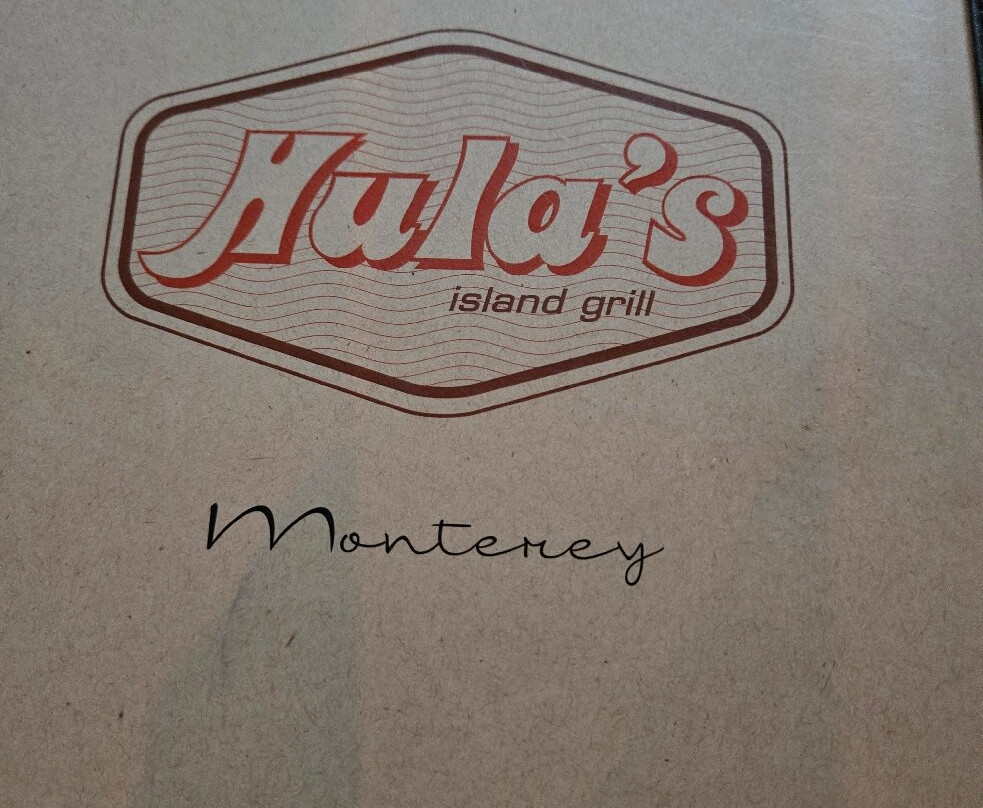 Hula's
island grill
Monterey